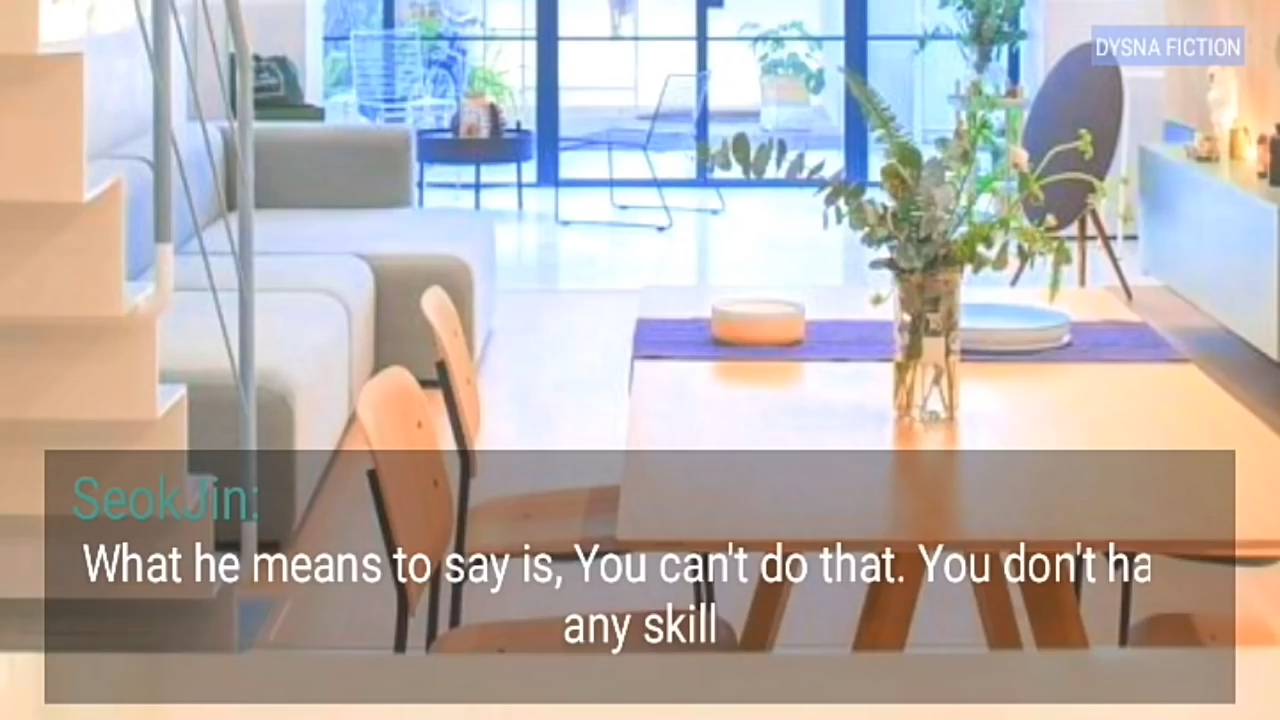 DYSNA FICTION
SeokJin:
What he means to say is, You can't do that. You don't ha
any skill